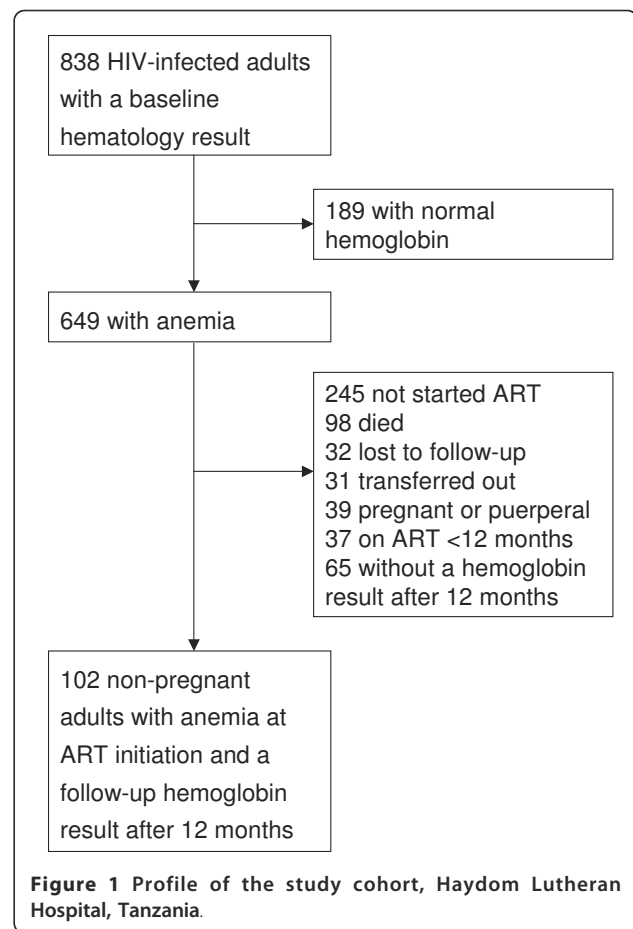 838 HIV-infected adults
with a baseline
hematology result
189 with normal
hemoglobin
649 with anemia
245 not started ART
98 died
32 lost to follow-up
31 transferred out
39 pregnant or puerperal
37 on ART <12 months
65 without a hemoglobin
result after 12 months
102 non-pregnant
adults with anemia at
ART initiation and a
follow-up hemoglobin
result after 12 months
Figure 1 Profile of the study cohort, Haydom Lutheran
Hospital, Tanzania.